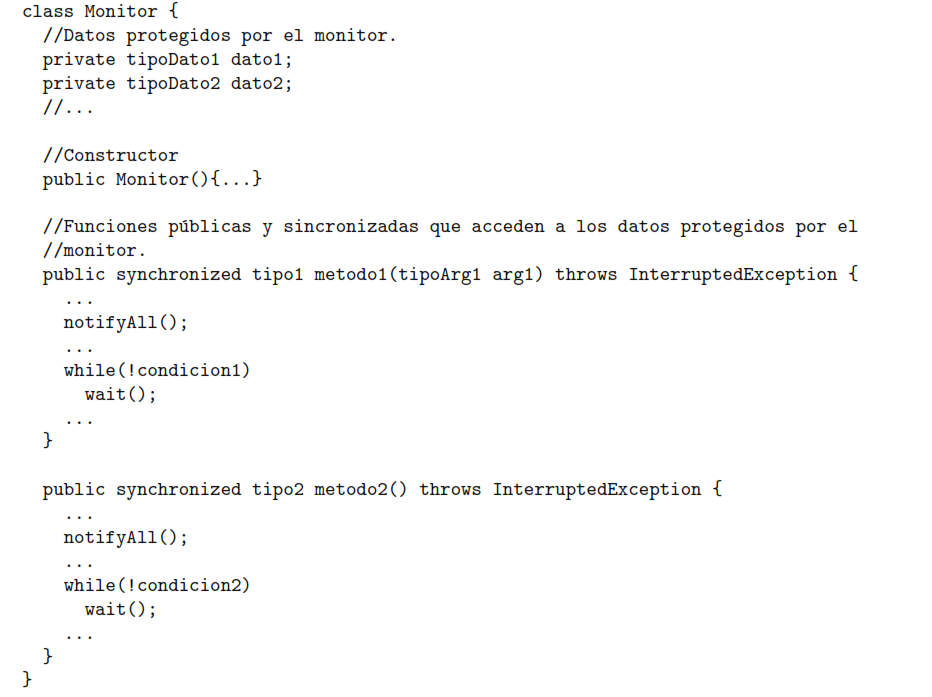 class Monitor {
//Datos protegidos por el monitor.
private tipoDato1 dato1;
private tipoDato2 dato2;
//...
//Constructor
public Monitor(){...}
//Funciones públicas y sincronizadas que acceden a los datos protegidos por el
//monitor.
public synchronized tipo1 metodo1(tipoArg1 arg1) throws InterruptedException {
...
notifyAll();
...
while(!condicion1)
wait();
...
}
public synchronized tipo2 metodo2() throws InterruptedException {
...
notifyAll();
...
while(!condicion2)
wait();
...
}
}